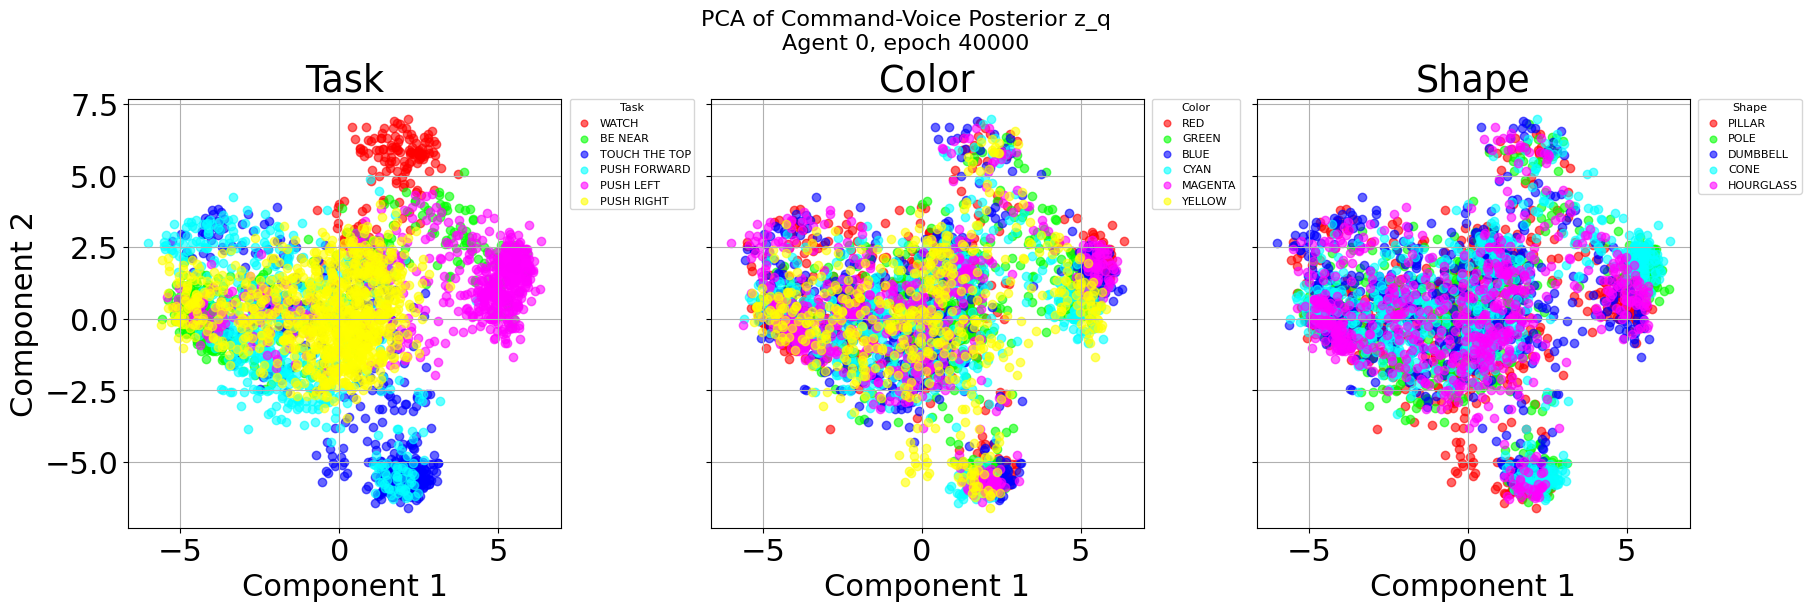 PCA of Command-Voice Posterior z_q
Agent 0, epoch 40000
Task
Color
Shape
Component 2
7.5
5.0
2.5
0.0
−2.5
−5.0
−5
0
5
Component 1
Task
WATCH
BE NEAR
TOUCH THE TOP
PUSH FORWARD
PUSH LEFT
PUSH RIGHT
−5
0
5
Component 1
Color
RED
GREEN
BLUE
CYAN
MAGENTA
YELLOW
−5
0
5
Component 1
Shape
PILLAR
POLE
DUMBBELL
CONE
HOURGLASS